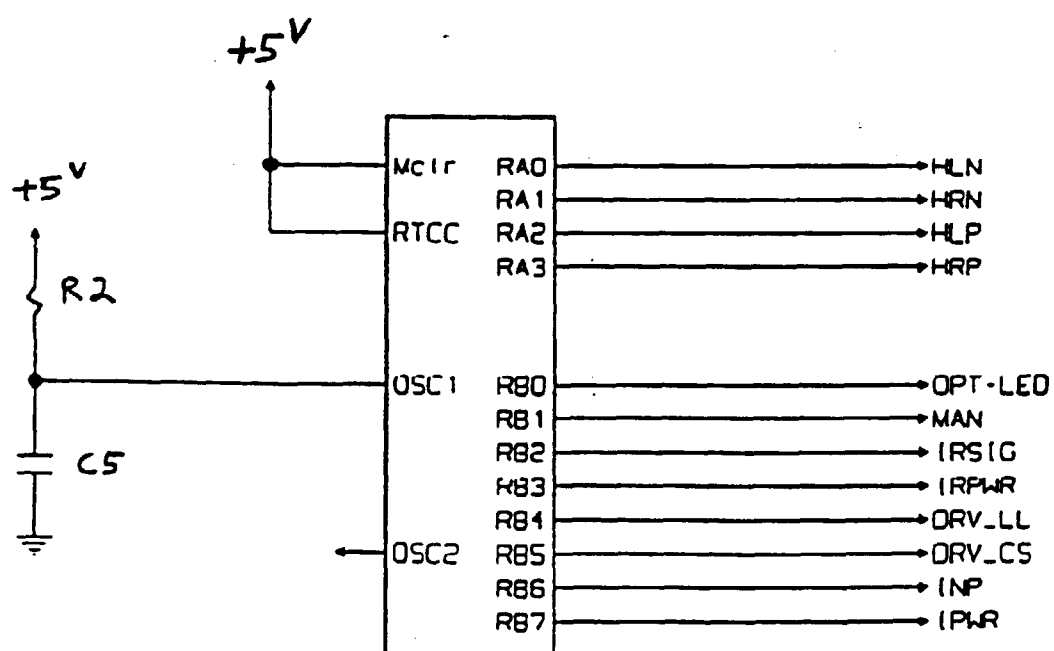 +5V
+5V
Mclr RA0 HLN
RA1 HRN
RTCC RA2 HLP
RA3 HRP
R2
OSC1 RB0 OPT-LED
RB1 MAN
C5 RB2 IRSIG
RB3 IRPWR
RB4 DRV_LL
OSC2 RB5 DRV_CS
RB6 INP
RB7 IPWR